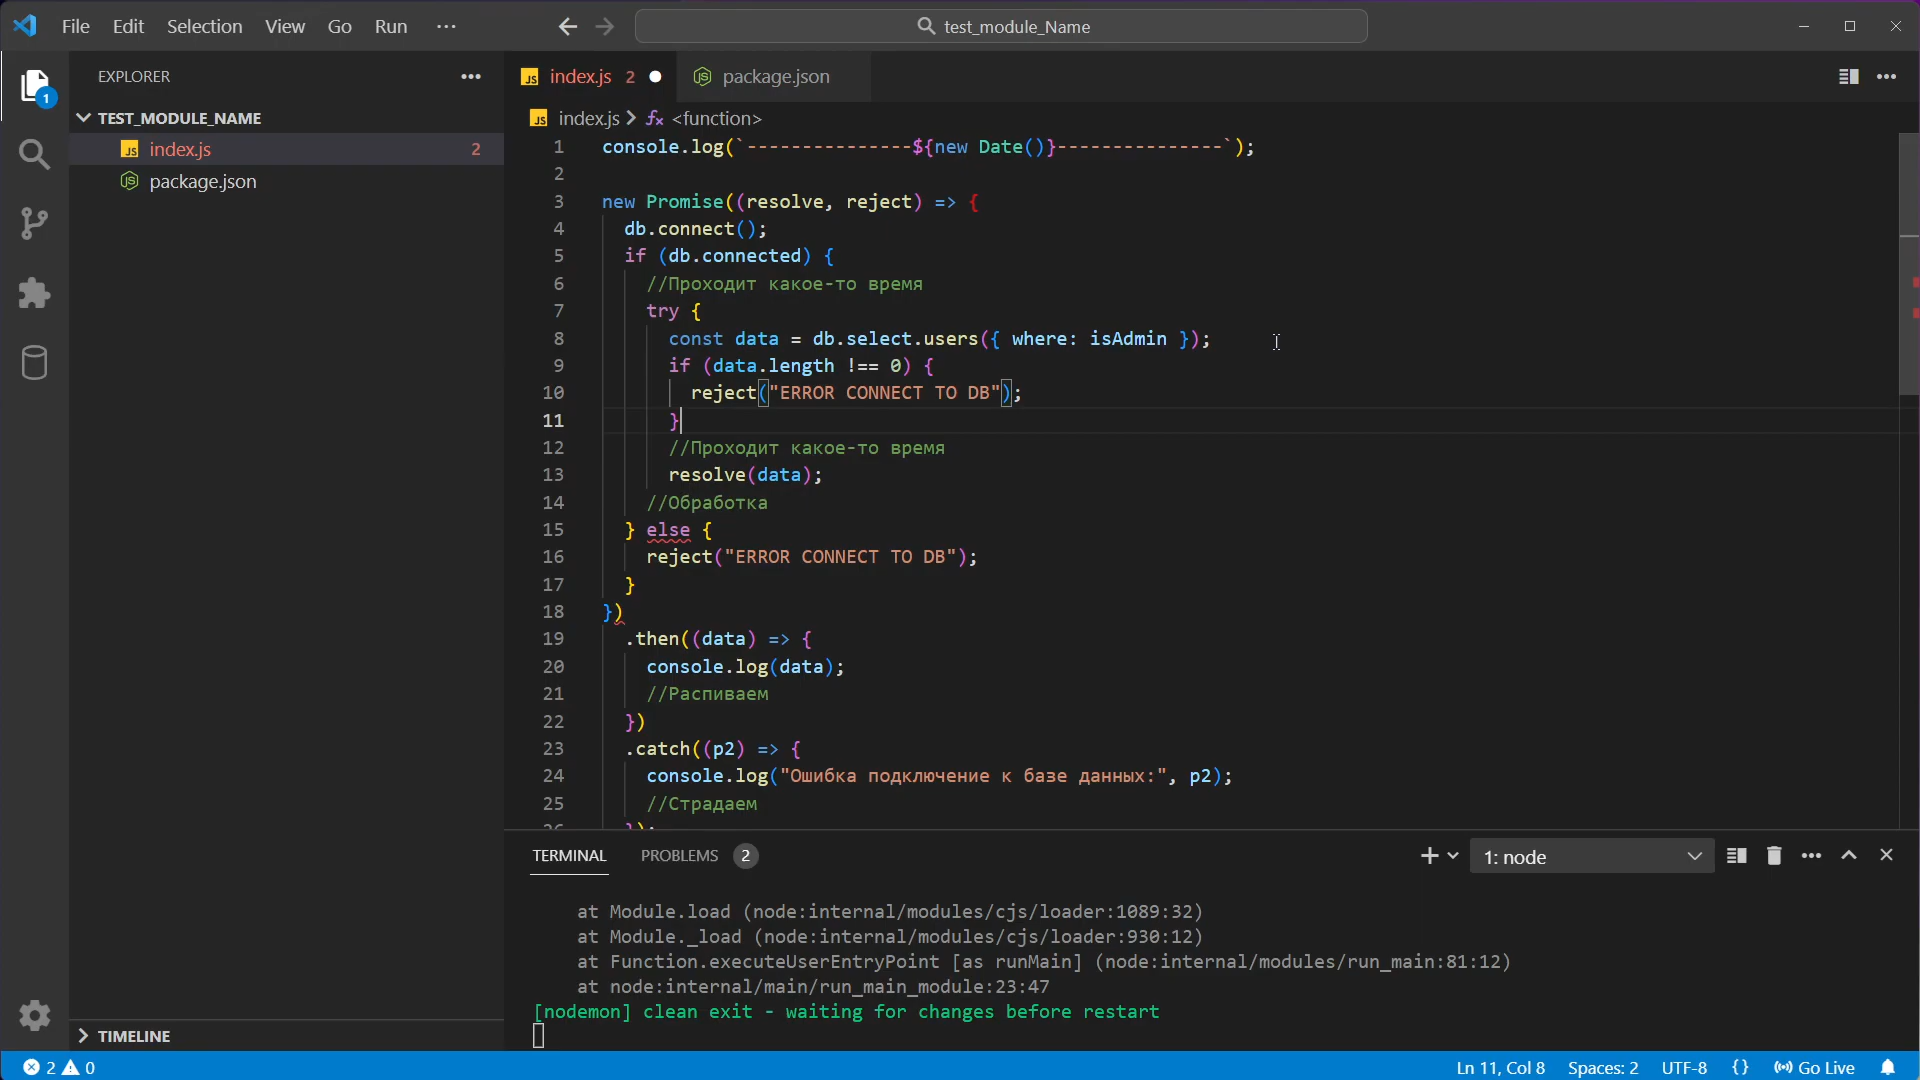 File Edit Selection View Go Run ··· test_module_Name
EXPLORER ···
TEST_MODULE_NAME
JS index.js 2
package.json
TIMELINE
1
JS index.js 2 package.json ···
JS index.js > <function>
1 console.log(`---------------${new Date()}---------------`);
2
3 new Promise((resolve, reject) => {
4 db.connect();
5 if (db.connected) {
6 //Проходит какое-то время
7 try {
8 const data = db.select.users({ where: isAdmin });
9 if (data.length !== 0) {
10 reject("ERROR CONNECT TO DB");
11 }
12 //Проходит какое-то время
13 resolve(data);
14 //Обработка
15 } else {
16 reject("ERROR CONNECT TO DB");
17 }
18 })
19 .then((data) => {
20 console.log(data);
21 //Распиваем
22 })
23 .catch((p2) => {
24 console.log("Ошибка подключение к базе данных:", p2);
25 //Страдаем
26 });
TERMINAL PROBLEMS 2 1: node ···
at Module.load (node:internal/modules/cjs/loader:1089:32)
at Module._load (node:internal/modules/cjs/loader:930:12)
at Function.executeUserEntryPoint [as runMain] (node:internal/modules/run_main:81:12)
at node:internal/main/run_main_module:23:47
[nodemon] clean exit - waiting for changes before restart
2 0 Ln 11, Col 8 Spaces: 2 UTF-8 {} Go Live